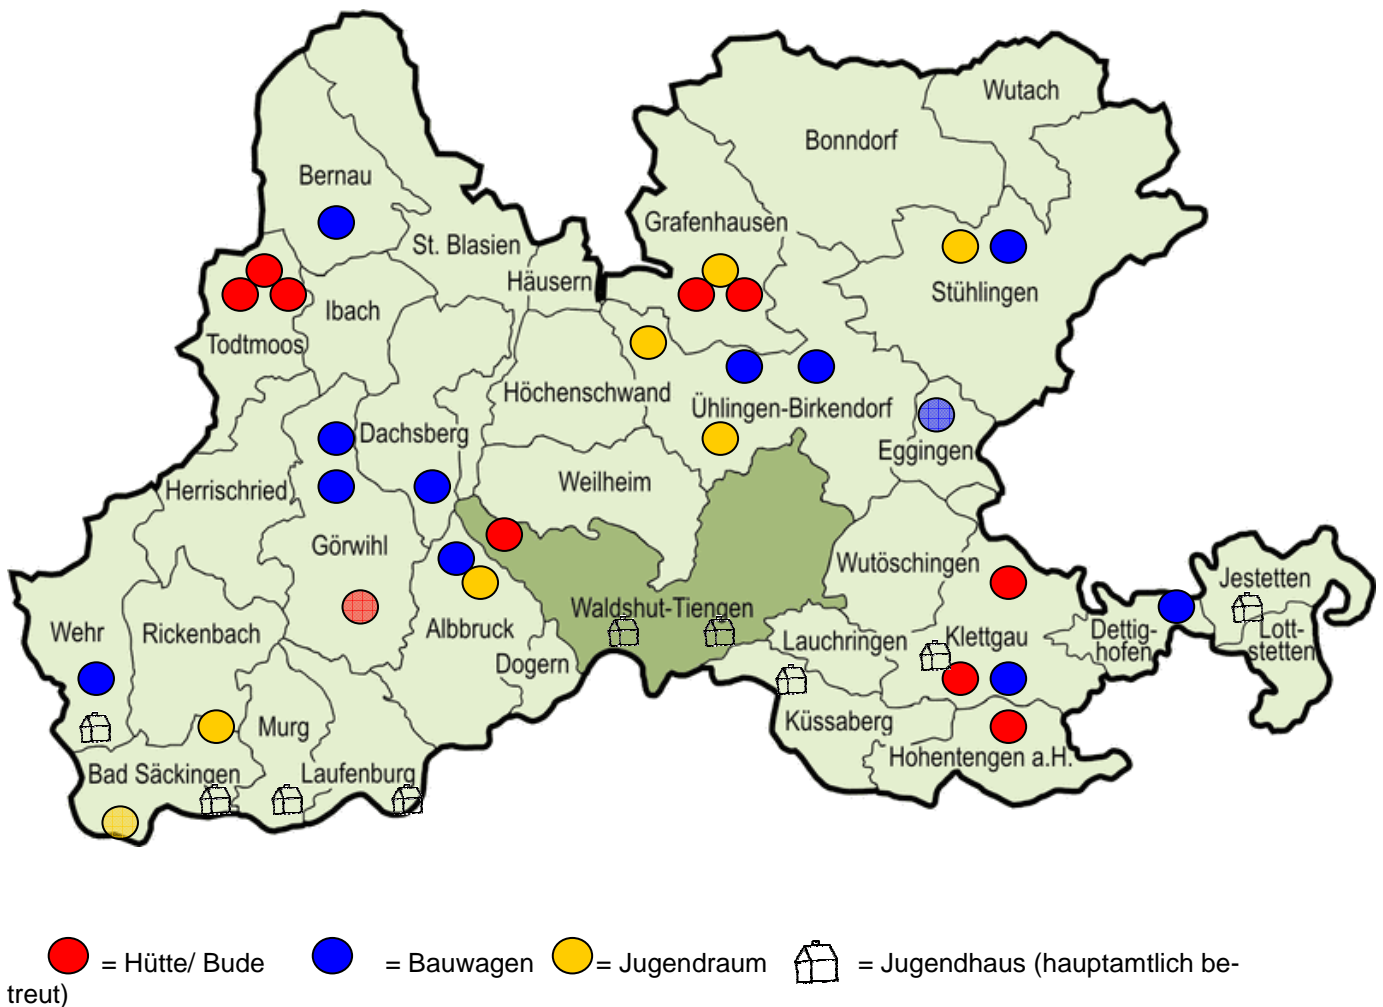 Wutach
Bonndorf
Bernau
Grafenhausen
St. Blasien
Häusern
Stühlingen
Ibach
Todtmoos
Höchenschwand
Ühlingen-Birkendorf
Dachsberg
Eggingen
Weilheim
Herrischried
Görwihl
Wutöschingen
Jestetten
Waldshut-Tiengen
Wehr
Rickenbach
Albbruck
Lauchringen
Klettgau
Dettig-
hofen
Lott-
stetten
Dogern
Murg
Küssaberg
Hohentengen a.H.
Bad Säckingen
Laufenburg
= Hütte/ Bude = Bauwagen = Jugendraum = Jugendhaus (hauptamtlich be-
treut)